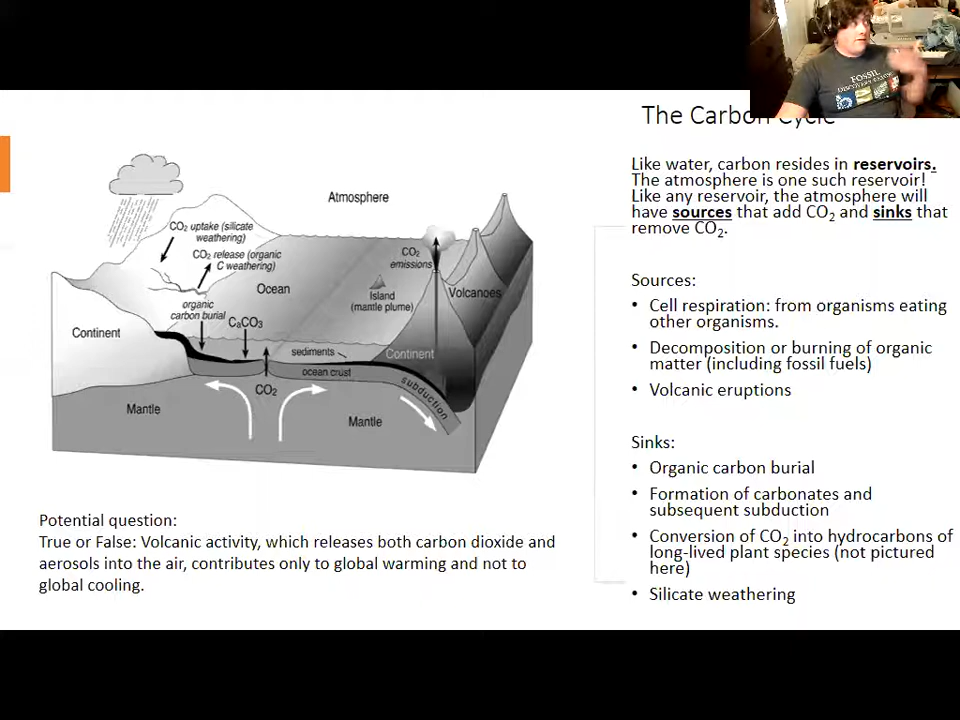 FOSSIL
The Carbon Cycle
Like water, carbon resides in reservoirs.
The atmosphere is one such reservoir!
Like any reservoir, the atmosphere will
have sources that add CO2 and sinks that
remove CO2.
Sources:
• Cell respiration: from organisms eating
other organisms.
• Decomposition or burning of organic
matter (including fossil fuels)
• Volcanic eruptions
Sinks:
• Organic carbon burial
• Formation of carbonates and
subsequent subduction
• Conversion of CO2 into hydrocarbons of
long-lived plant species (not pictured
here)
• Silicate weathering
Atmosphere
CO2 uptake (silicate
weathering)
CO2 release (organic
C weathering)
CO2
emissions
Ocean
Island
(mantle plume)
Volcanoes
organic
carbon burial
CaCO3
Continent
sediments
Continent
ocean crust
subduction
CO2
Mantle
Mantle
Potential question:
True or False: Volcanic activity, which releases both carbon dioxide and
aerosols into the air, contributes only to global warming and not to
global cooling.